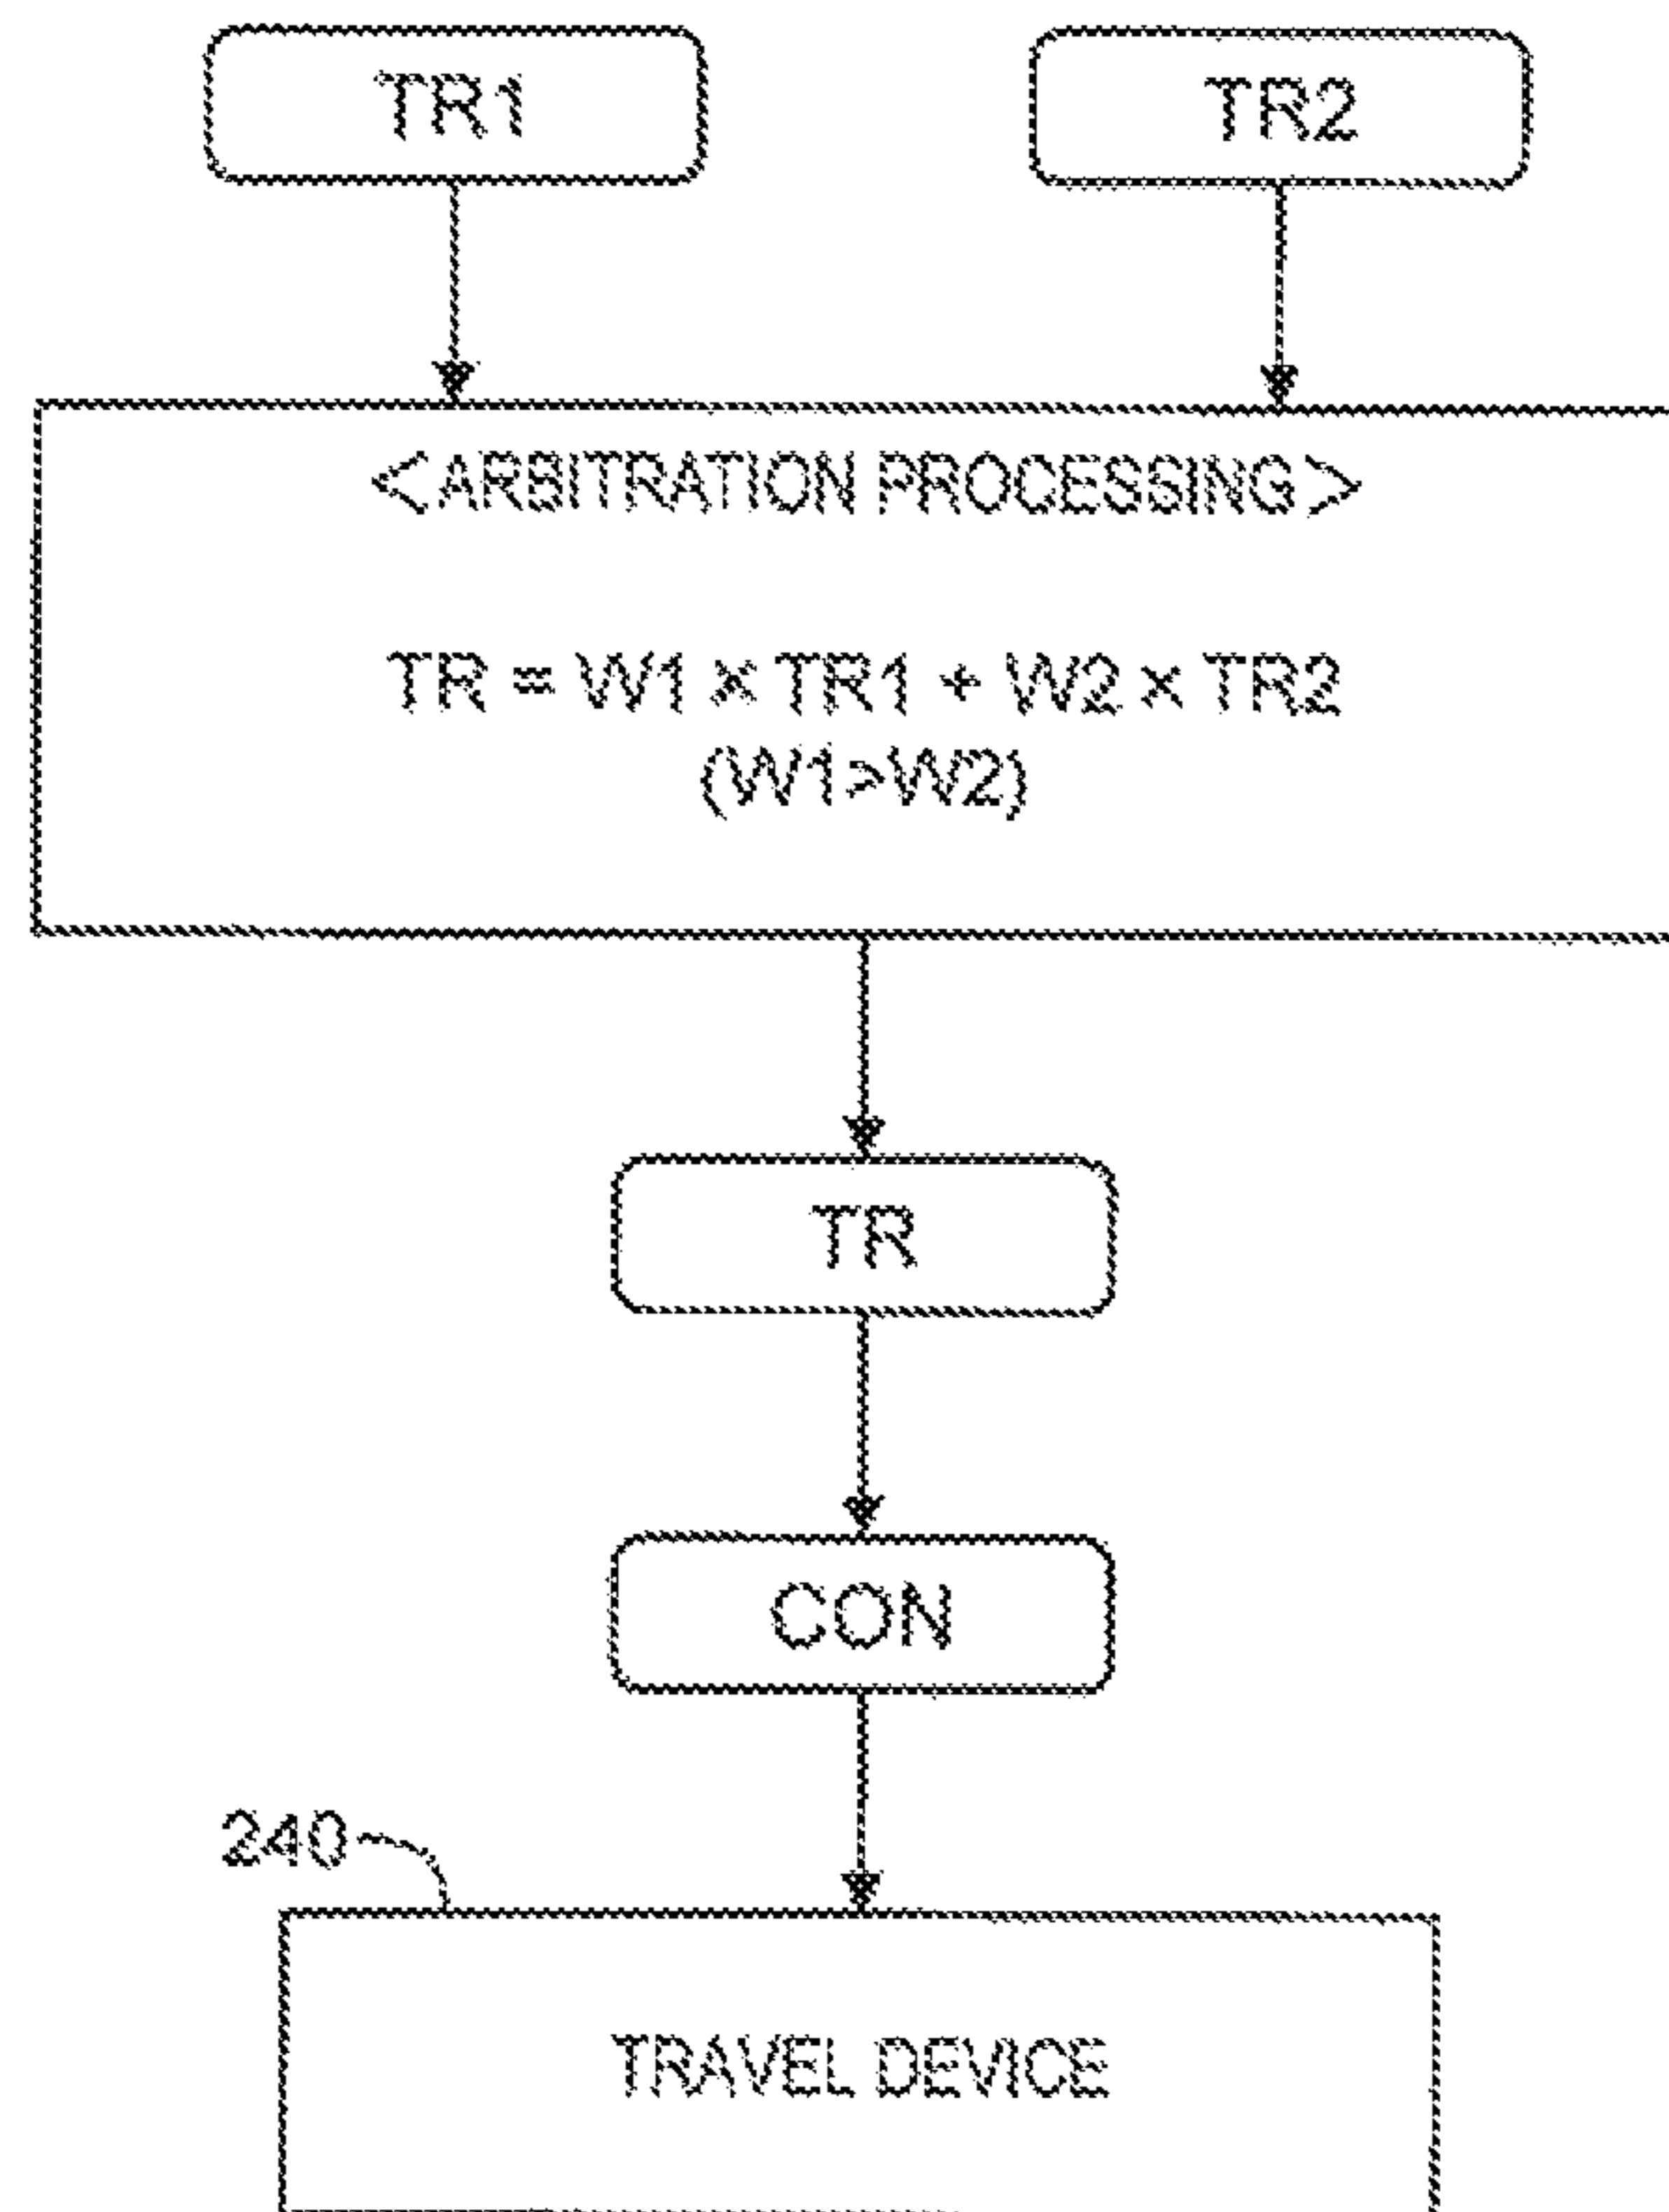 TR1 TR2
<ARBITRATION PROCESSING>
TR = W1 × TR1 + W2 × TR2
(W1>W2)
TR
CON
240
TRAVEL DEVICE